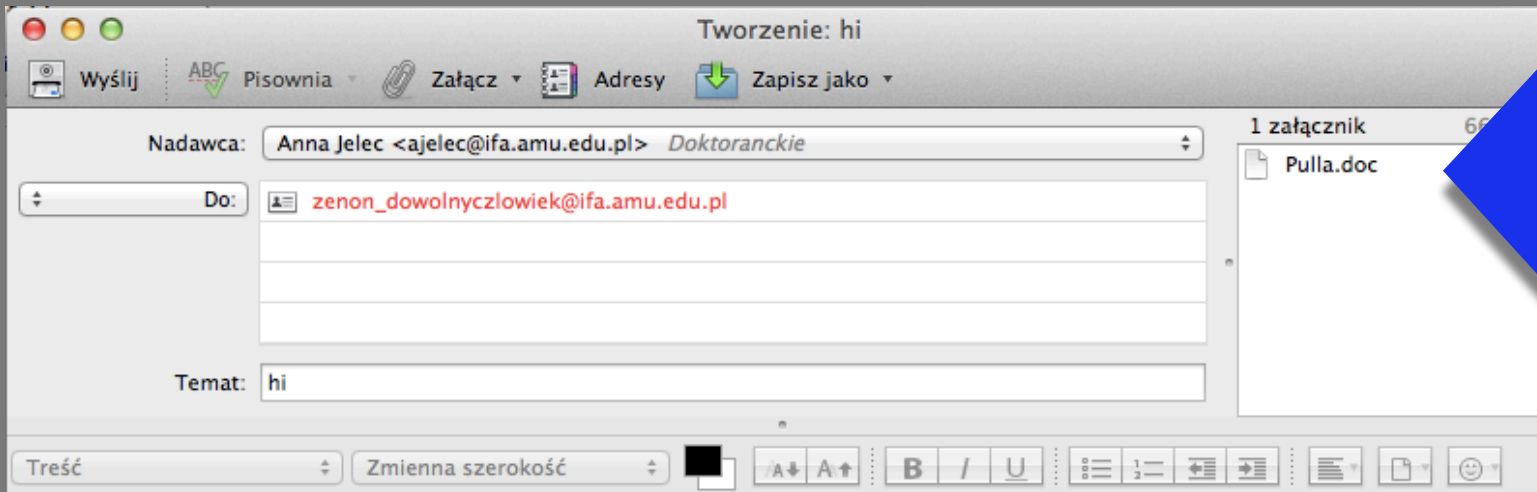 Tworzenie: hi
Wyślij ABC Pisownia Załącz Adresy Zapisz jako
Nadawca: Anna Jelec <ajelec@ifa.amu.edu.pl> Doktoranckie
1 załącznik
Pulla.doc
Do: zenon_dowolnyczlowiek@ifa.amu.edu.pl
Temat: hi
Treść Zmienna szerokość A A B I U